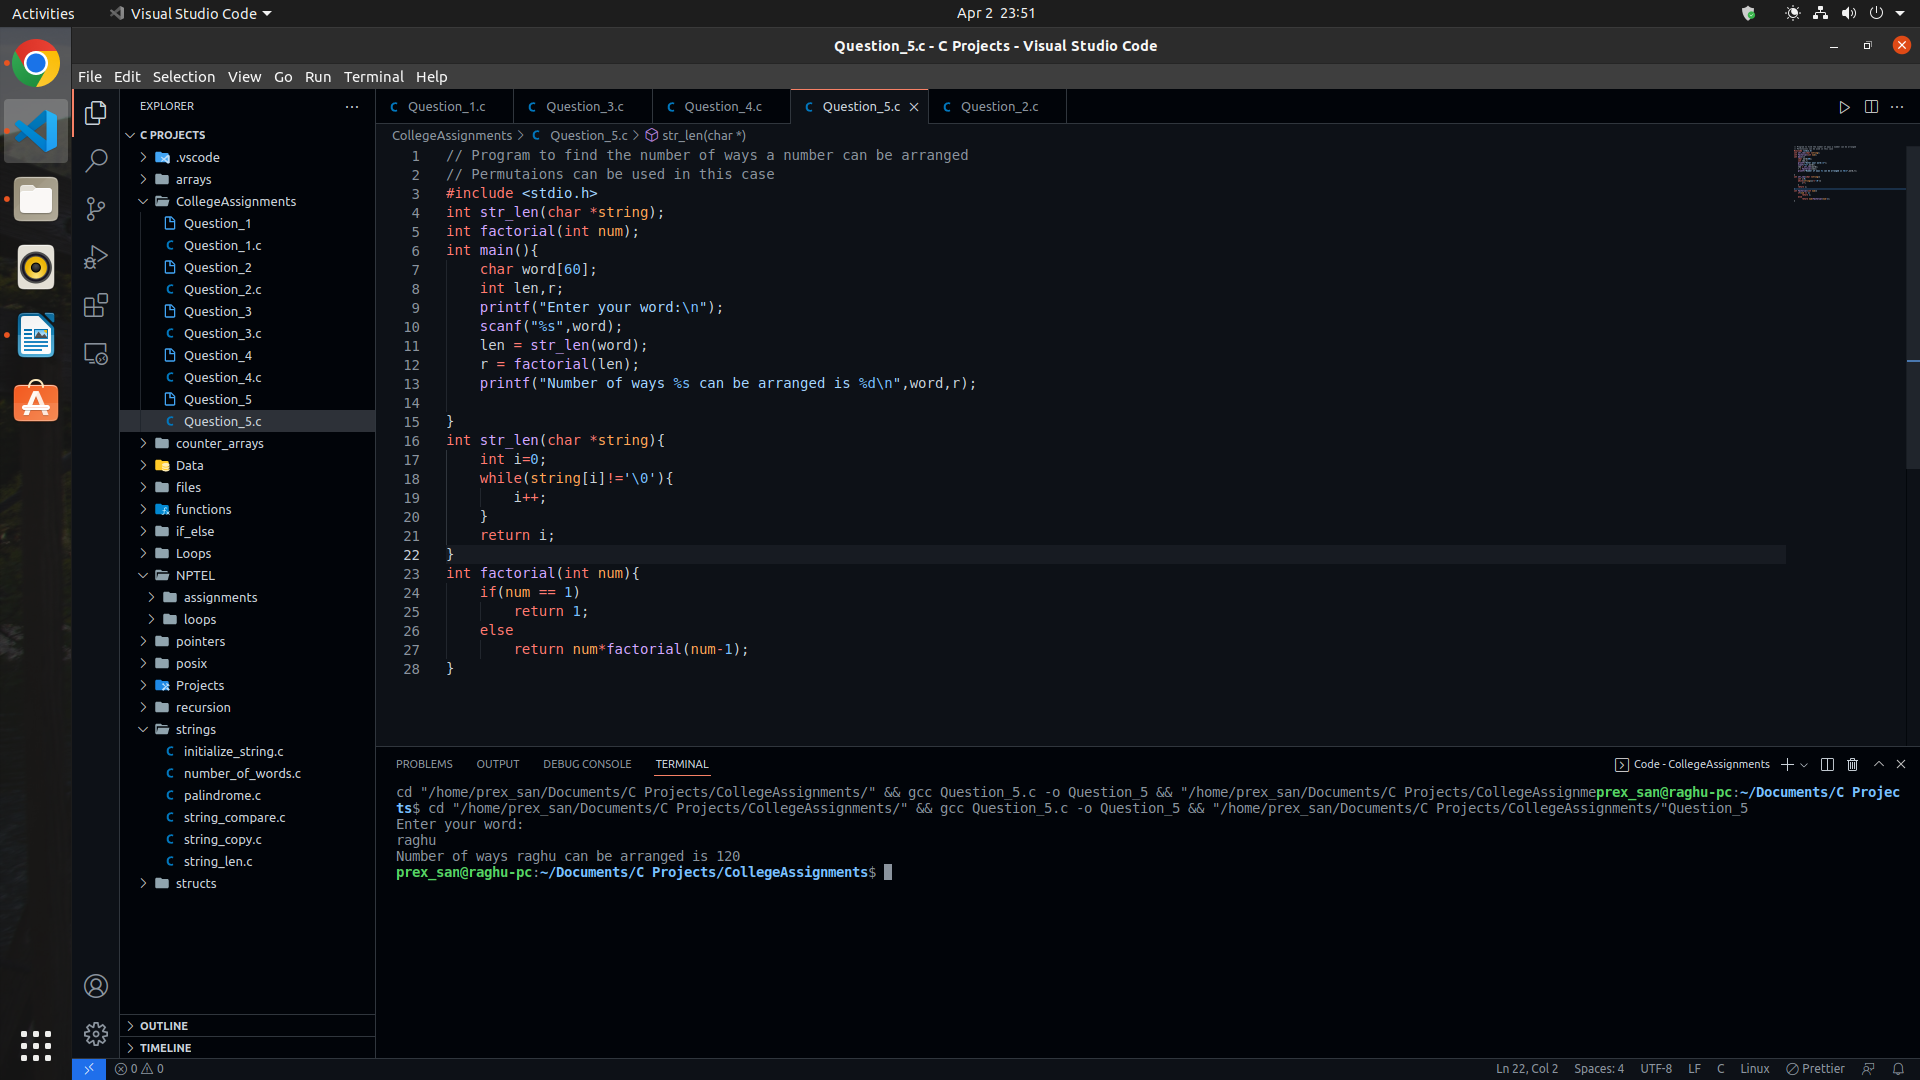 Activities
Visual Studio Code
Apr 2 23:51
Question_5.c - C Projects - Visual Studio Code
File Edit Selection View Go Run Terminal Help
EXPLORER
C PROJECTS
.vscode
arrays
CollegeAssignments
Question_1
C Question_1.c
Question_2
C Question_2.c
Question_3
C Question_3.c
Question_4
C Question_4.c
Question_5
C Question_5.c
counter_arrays
Data
files
functions
if_else
Loops
NPTEL
assignments
loops
pointers
posix
Projects
recursion
strings
C initialize_string.c
C number_of_words.c
C palindrome.c
C string_compare.c
C string_copy.c
C string_len.c
structs
OUTLINE
TIMELINE
C Question_1.c C Question_3.c C Question_4.c C Question_5.c C Question_2.c
CollegeAssignments > C Question_5.c > str_len(char *)
1 // Program to find the number of ways a number can be arranged
2 // Permutaions can be used in this case
3 #include <stdio.h>
4 int str_len(char *string);
5 int factorial(int num);
6 int main(){
7 char word[60];
8 int len,r;
9 printf("Enter your word:\n");
10 scanf("%s",word);
11 len = str_len(word);
12 r = factorial(len);
13 printf("Number of ways %s can be arranged is %d\n",word,r);
14
15 }
16 int str_len(char *string){
17 int i=0;
18 while(string[i]!='\0'){
19 i++;
20 }
21 return i;
22 }
23 int factorial(int num){
24 if(num == 1)
25 return 1;
26 else
27 return num*factorial(num-1);
28 }
PROBLEMS OUTPUT DEBUG CONSOLE TERMINAL
Code - CollegeAssignments
cd "/home/prex_san/Documents/C Projects/CollegeAssignments/" && gcc Question_5.c -o Question_5 && "/home/prex_san/Documents/C Projects/CollegeAssignmeprex_san@raghu-pc:~/Documents/C Projec
ts$ cd "/home/prex_san/Documents/C Projects/CollegeAssignments/" && gcc Question_5.c -o Question_5 && "/home/prex_san/Documents/C Projects/CollegeAssignments/"Question_5
Enter your word:
raghu
Number of ways raghu can be arranged is 120
prex_san@raghu-pc:~/Documents/C Projects/CollegeAssignments$
0 0
Ln 22, Col 2 Spaces: 4 UTF-8 LF C Linux Prettier